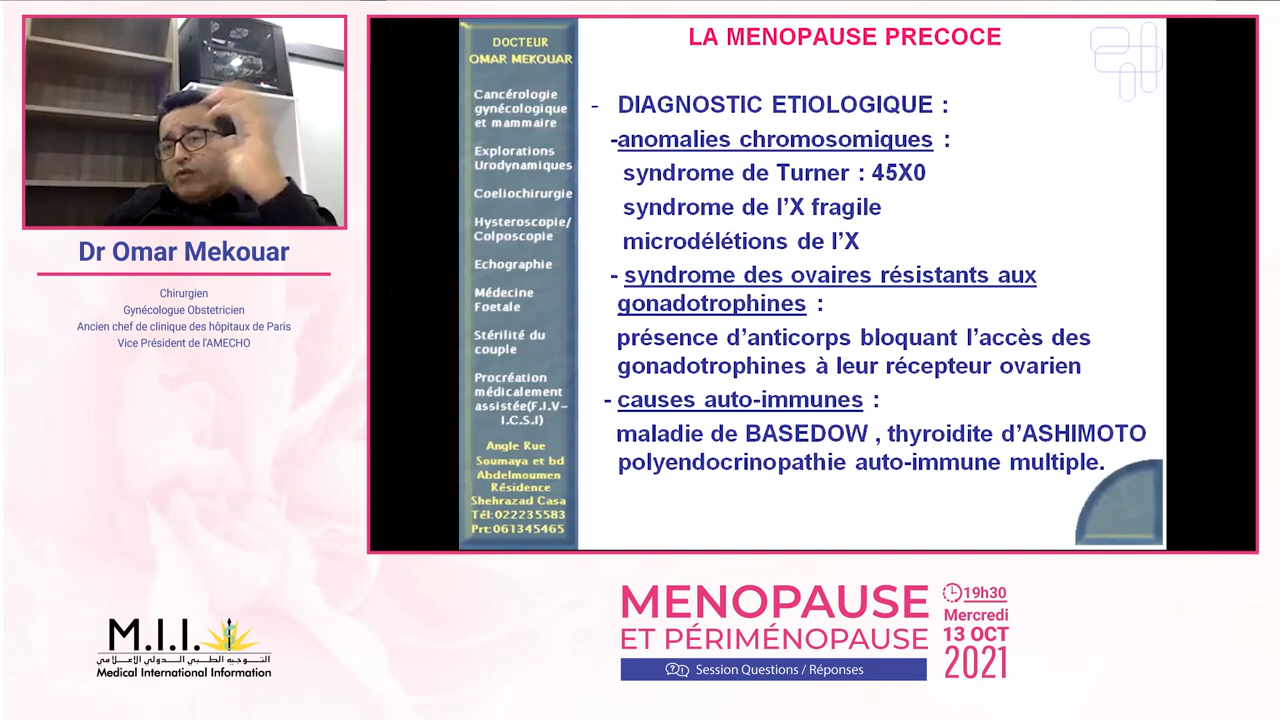 Dr Omar Mekouar
Chirurgien
Gynécologue Obstetricien
Ancien chef de clinique des hôpitaux de Paris
Vice Président de l'AMECHO
M.I.I.
التـوجيه الطـبي الـدولي الإعـلامي
Medical International Information
DOCTEUR
OMAR MEKOUAR
Cancérologie
gynécologique
et mammaire
Explorations
Urodynamiques
Coeliochirurgie
Hysteroscopie/
Colposcopie
Echographie
Médecine
Foetale
Stérilité du
couple
Procréation
médicalement
assistée(F.I.V-
I.C.S.I)
Angle Rue
Soumaya et bd
Abdelmoumen
Résidence
Shehrazad Casa
Tél:022235583
Prt:061345465
LA MENOPAUSE PRECOCE
- DIAGNOSTIC ETIOLOGIQUE :
-anomalies chromosomiques :
syndrome de Turner : 45X0
syndrome de l'X fragile
microdélétions de l'X
- syndrome des ovaires résistants aux
gonadotrophines :
présence d'anticorps bloquant l'accès des
gonadotrophines à leur récepteur ovarien
- causes auto-immunes :
maladie de BASEDOW , thyroidite d'ASHIMOTO
polyendocrinopathie auto-immune multiple.
MENOPAUSE
ET PÉRIMÉNOPAUSE
Session Questions / Réponses
19h30
Mercredi
13 OCT
2021